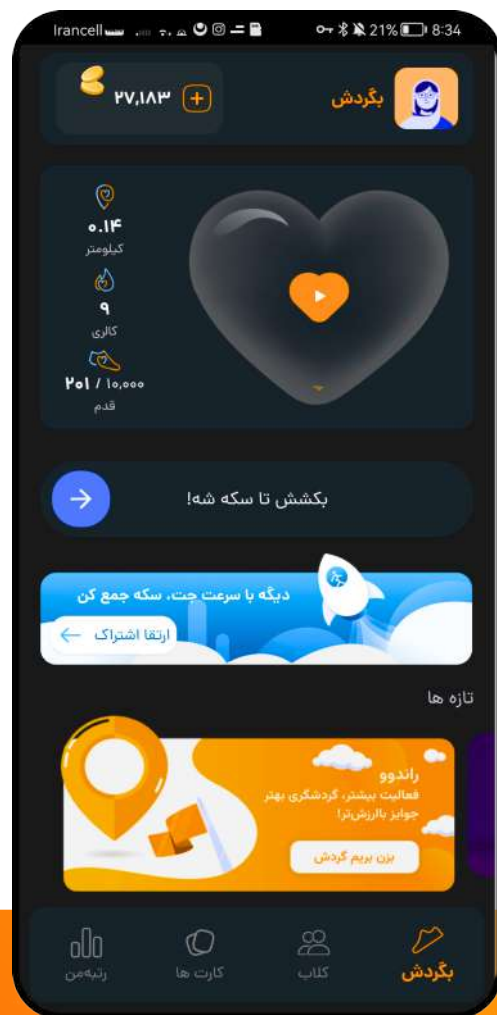 Irancell 21% 8:34
بگردش
۲۷,۱۸۳
۰.۱۴
کیلومتر
۹
کالری
۲۰۱ / ۱۰,۰۰۰
قدم
بکشش تا سکه شه!
دیگه با سرعت جت، سکه جمع کن
ارتقا اشتراک
تازه ها
راندوو
فعالیت بیشتر، گردشگری بهتر
جوایز باارزش‌تر!
بزن بریم گردش
بگردش
کلاب
کارت ها
رتبه‌من